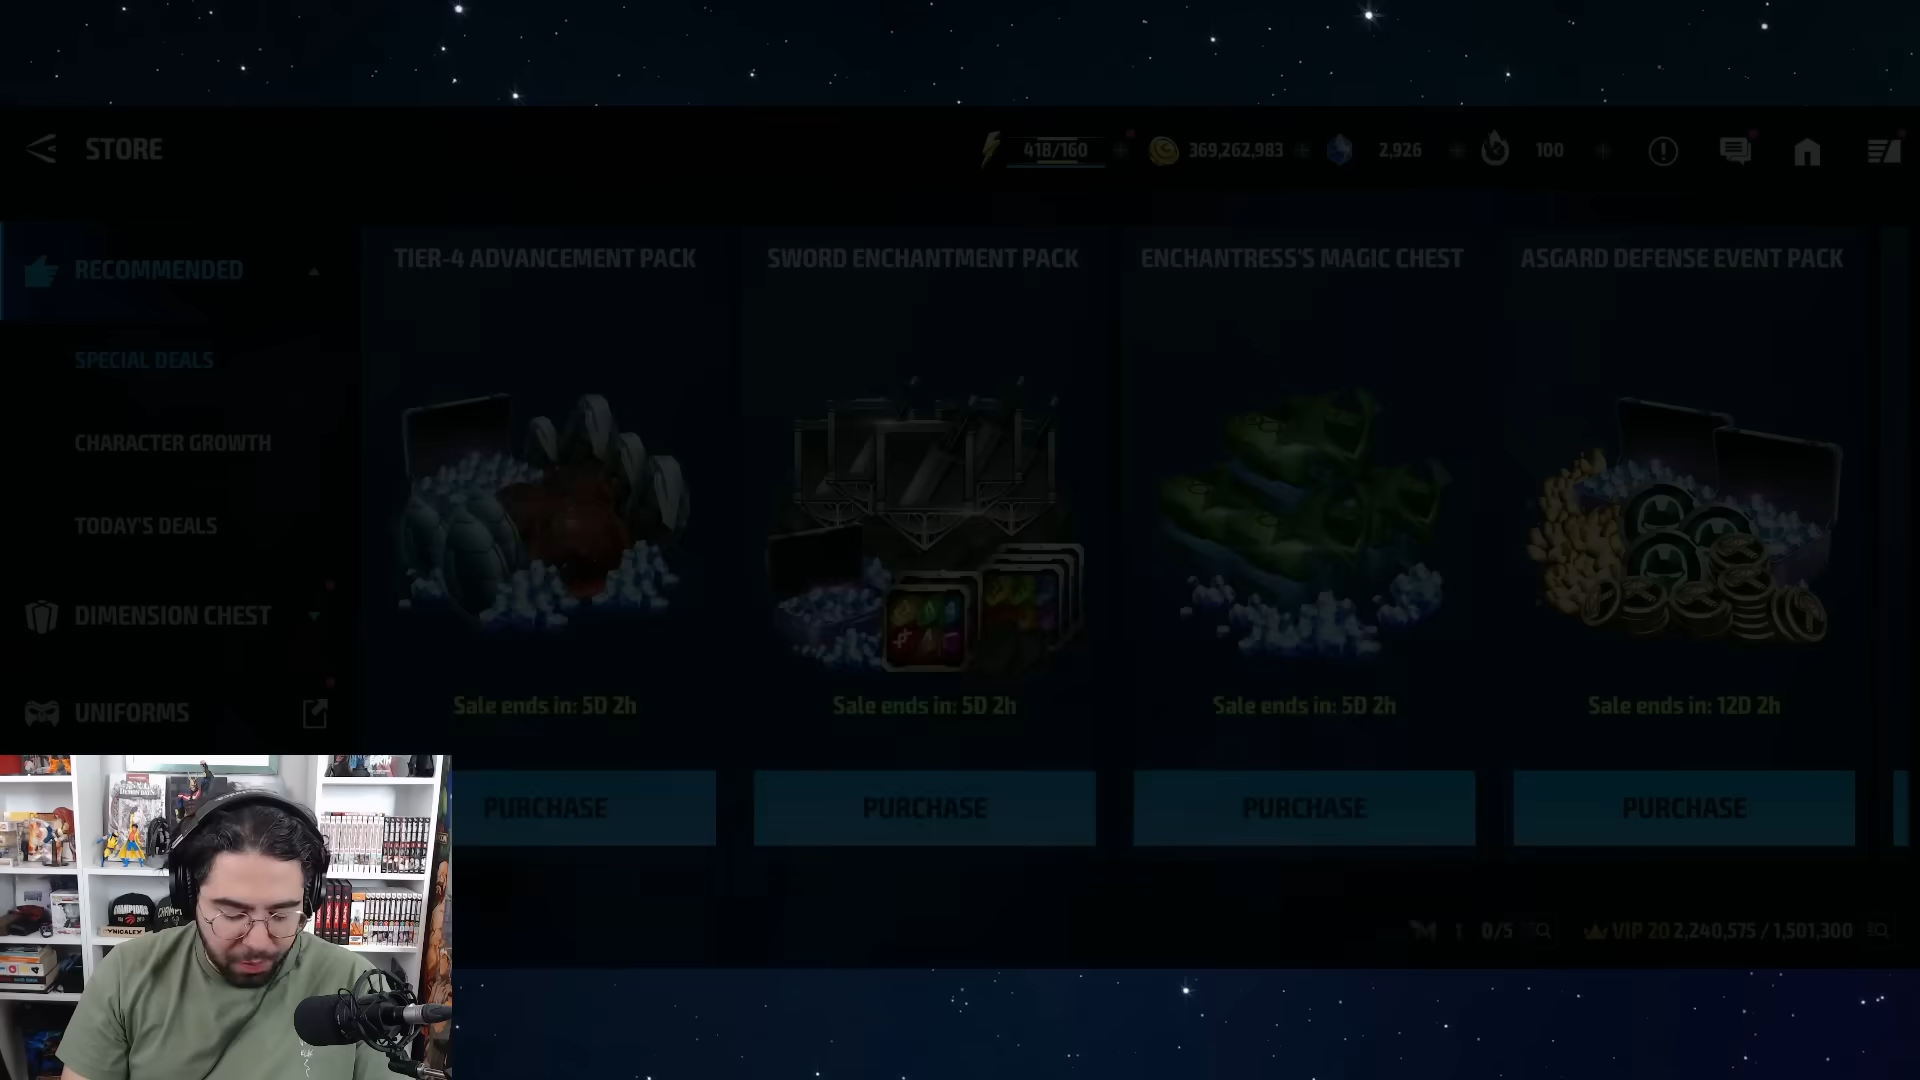 STORE
418/160
369,262,983
2,926
100
RECOMMENDED
SPECIAL DEALS
CHARACTER GROWTH
TODAY'S DEALS
DIMENSION CHEST
UNIFORMS
TIER-4 ADVANCEMENT PACK
Sale ends in: 5D 2h
PURCHASE
SWORD ENCHANTMENT PACK
Sale ends in: 5D 2h
PURCHASE
ENCHANTRESS'S MAGIC CHEST
Sale ends in: 5D 2h
PURCHASE
ASGARD DEFENSE EVENT PACK
Sale ends in: 12D 2h
PURCHASE
1 0/5
VIP 20 2,240,575 / 1,501,300
CHAMPIONS